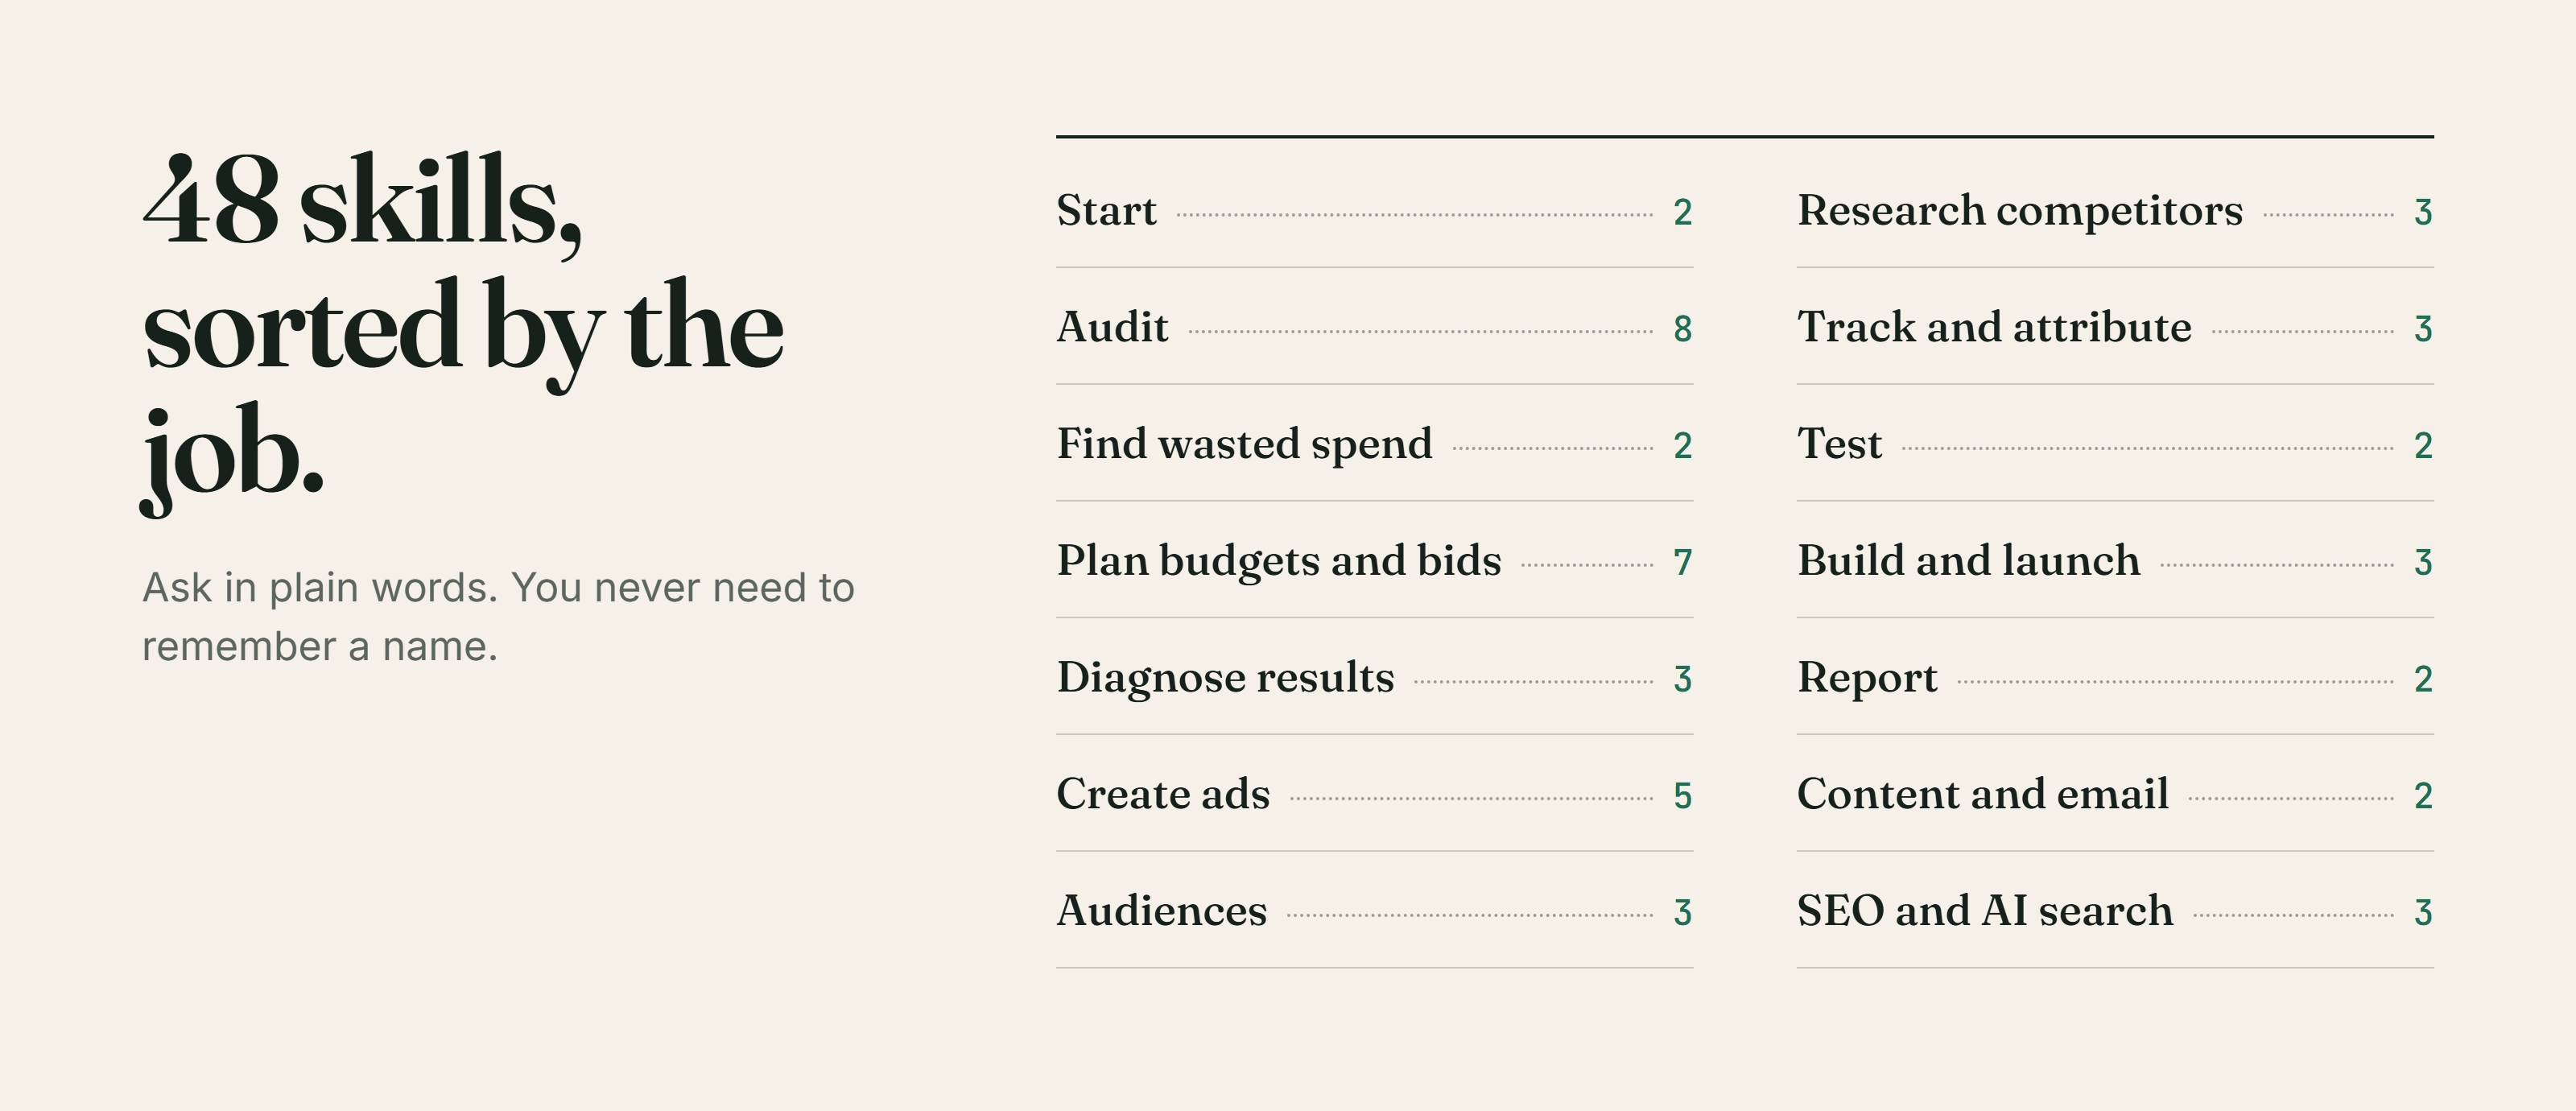 48 skills,
sorted by the
job.
Ask in plain words. You never need to
remember a name.
Start 2
Audit 8
Find wasted spend 2
Plan budgets and bids 7
Diagnose results 3
Create ads 5
Audiences 3
Research competitors 3
Track and attribute 3
Test 2
Build and launch 3
Report 2
Content and email 2
SEO and AI search 3